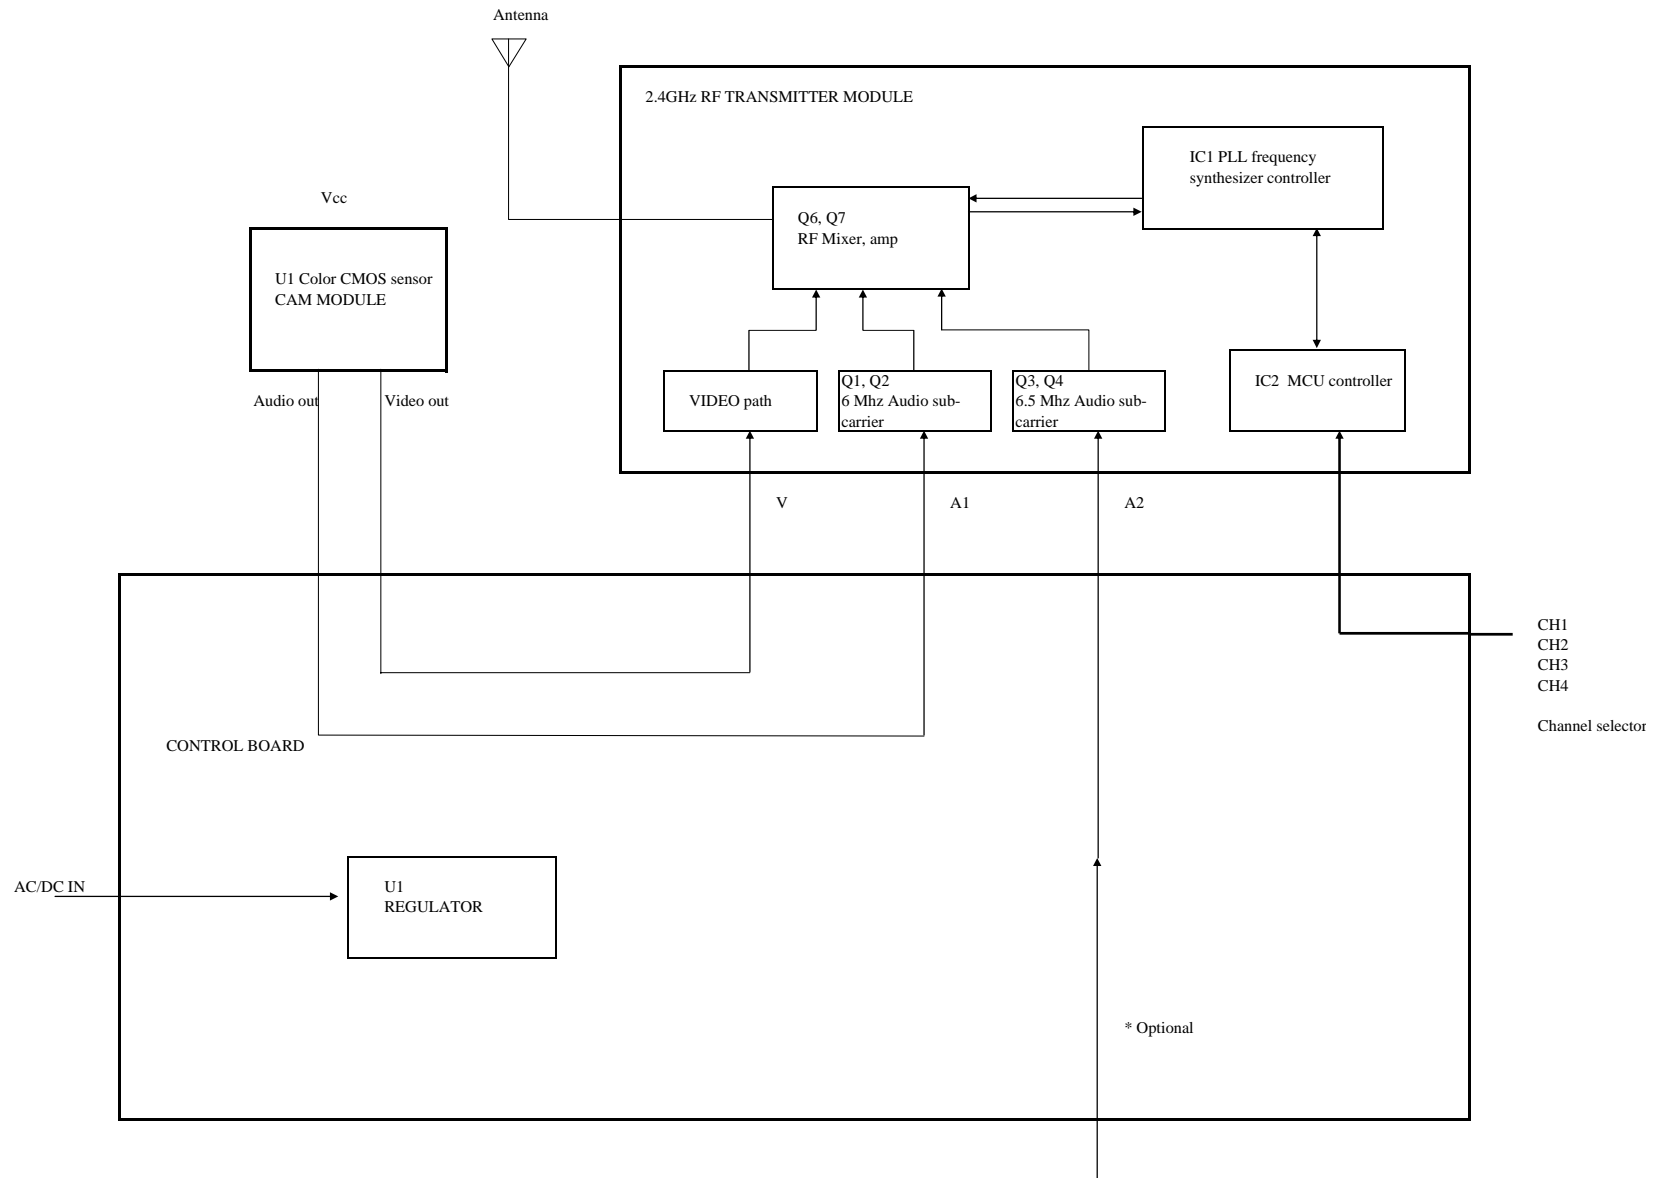 Antenna
2.4GHz RF TRANSMITTER MODULE
IC1 PLL frequency
synthesizer controller
Vcc
Q6, Q7
RF Mixer, amp
U1 Color CMOS sensor
CAM MODULE
Audio out
Video out
VIDEO path
Q1, Q2
6 Mhz Audio sub-
carrier
Q3, Q4
6.5 Mhz Audio sub-
carrier
IC2 MCU controller
V
A1
A2
CH1
CH2
CH3
CH4
Channel selector
CONTROL BOARD
AC/DC IN
U1
REGULATOR
* Optional